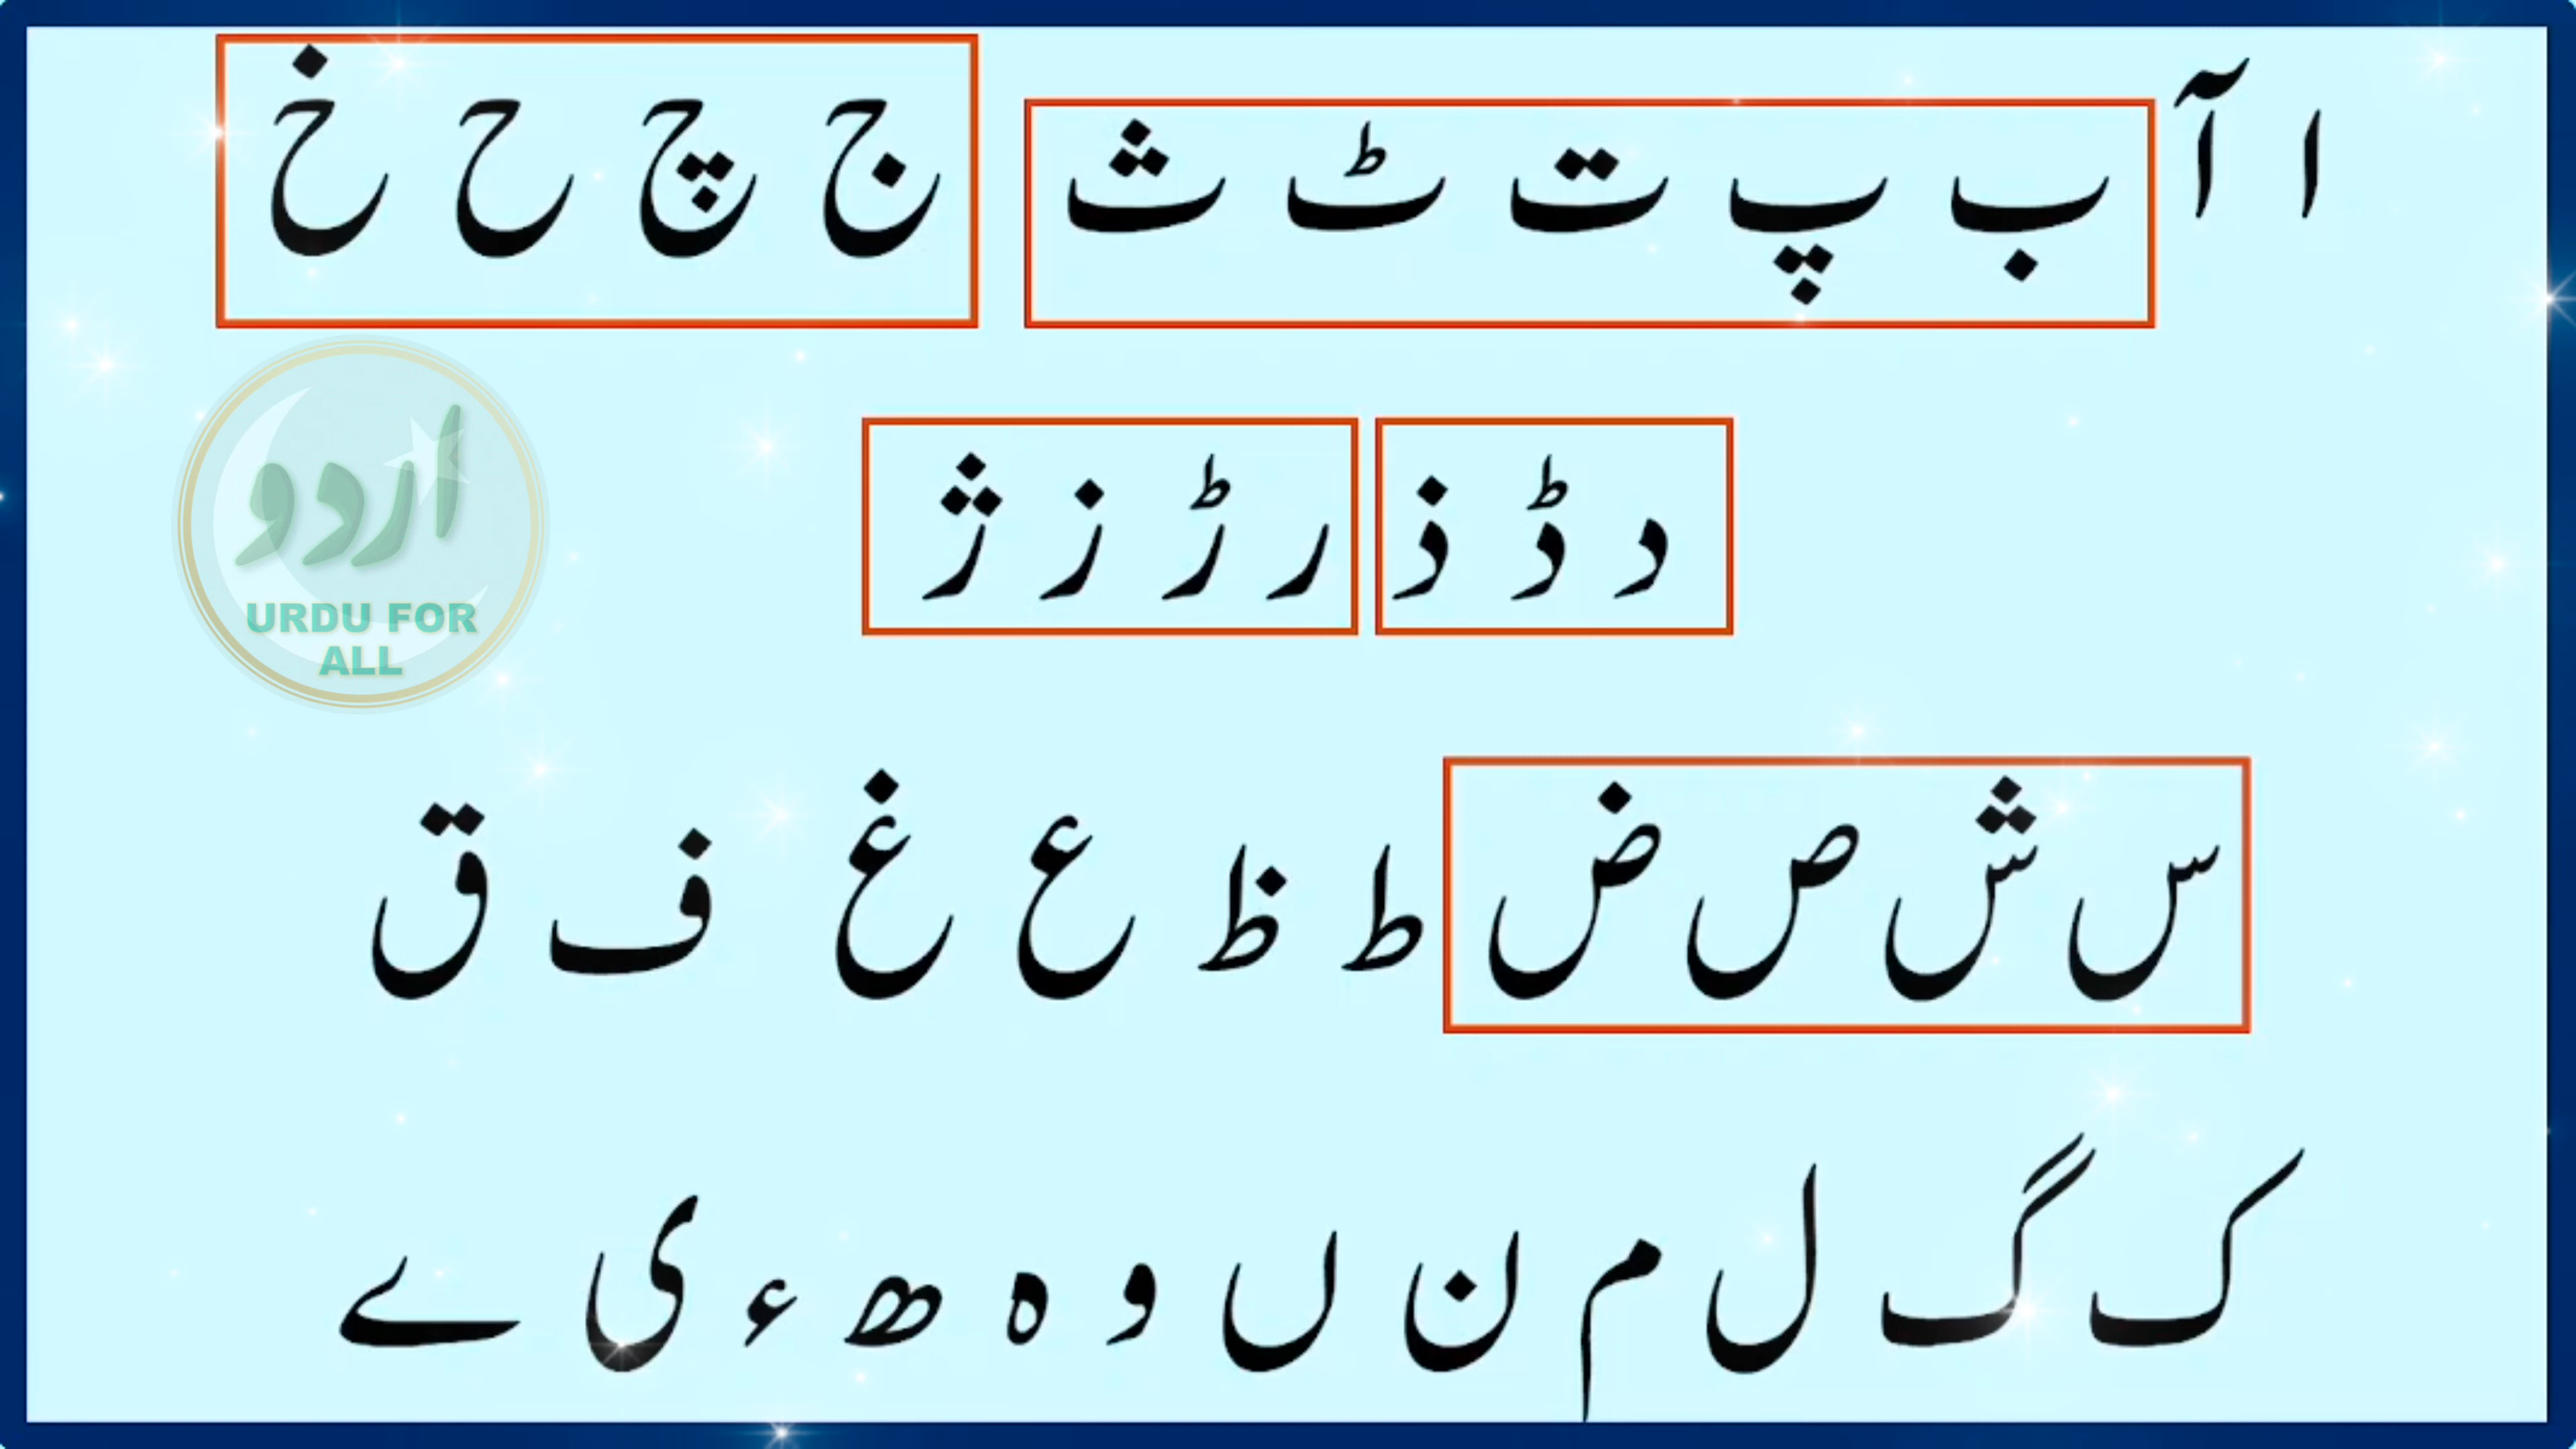 ا آ ب پ ت ٹ ث ج چ ح خ
د ڈ ذ ر ڑ ز ژ
اردو
URDU FOR
ALL
س ش ص ض ط ظ ع غ ف ق
ک گ ل م ن ں و ہ ھ ء ی ے